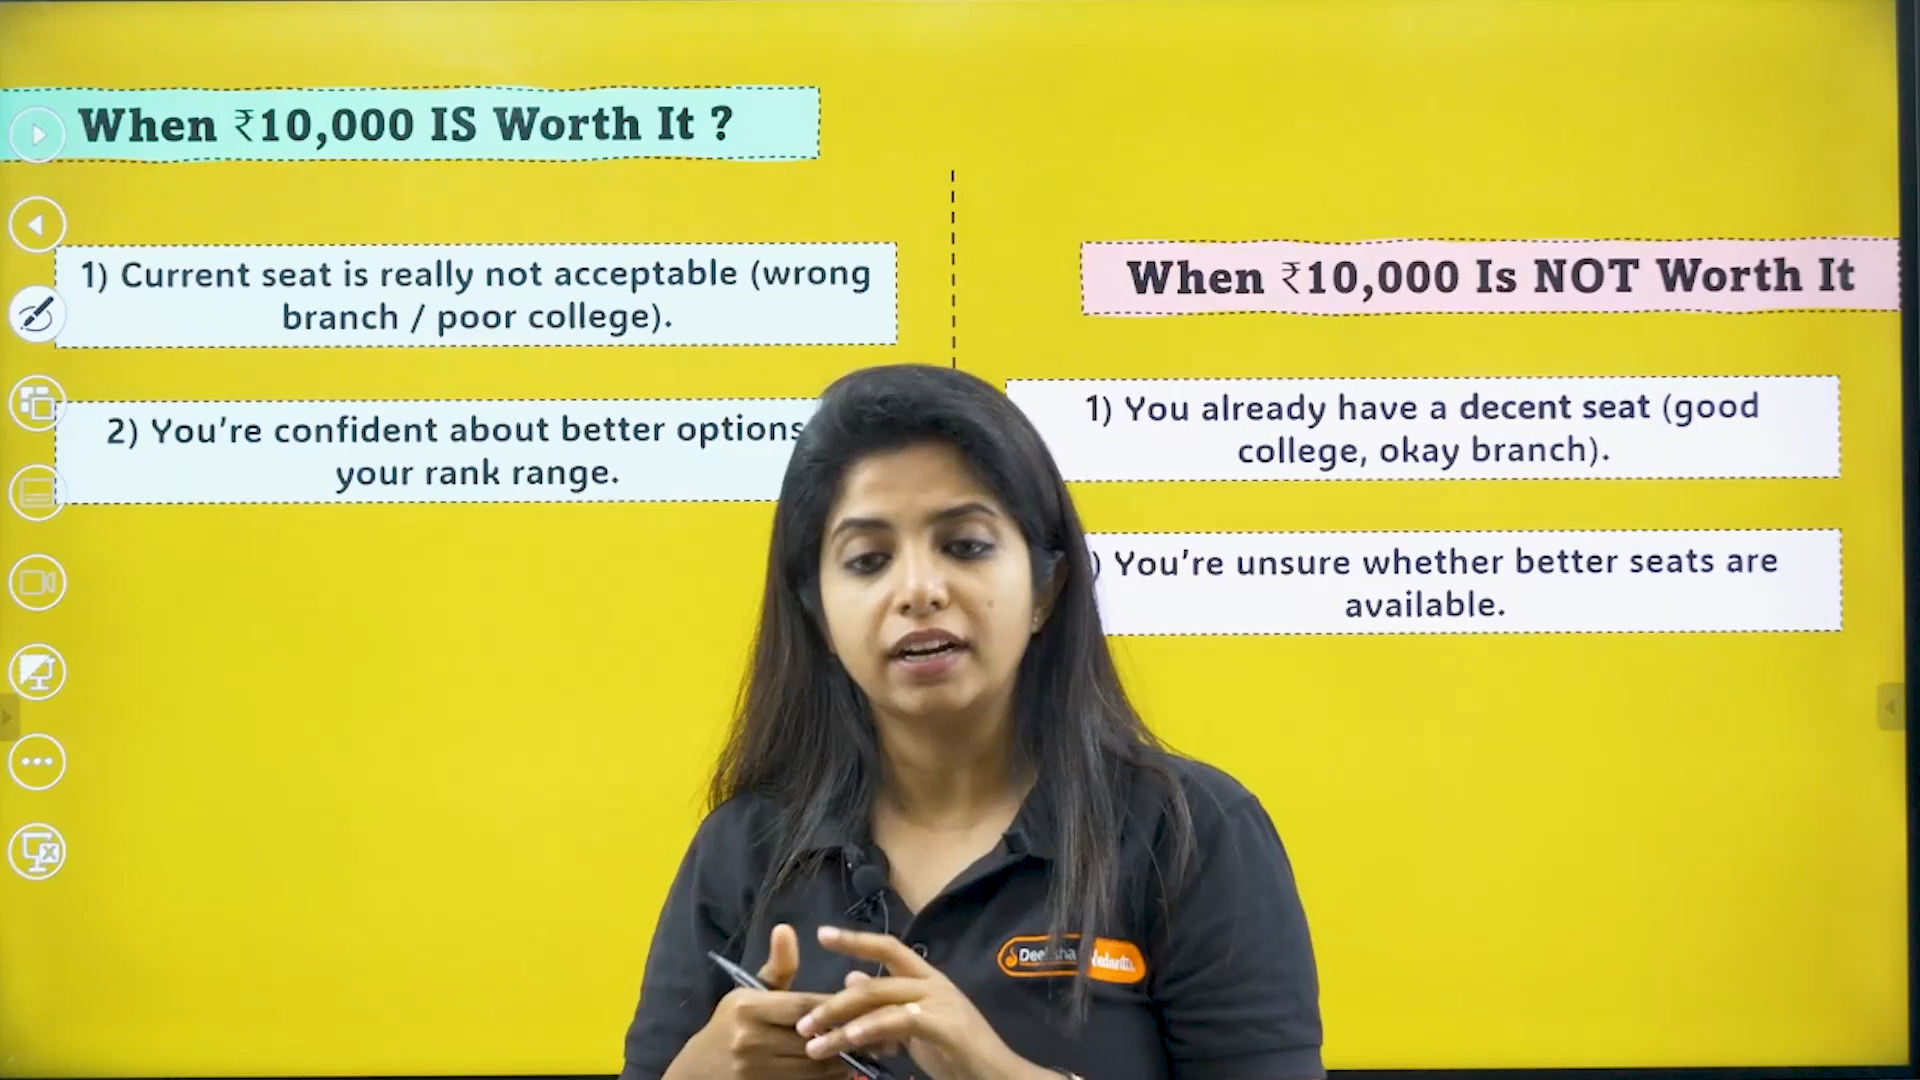 When ₹10,000 IS Worth It ?
1) Current seat is really not acceptable (wrong
branch / poor college).
2) You're confident about better options
your rank range.
When ₹10,000 Is NOT Worth It
1) You already have a decent seat (good
college, okay branch).
) You're unsure whether better seats are
available.
Vedantu